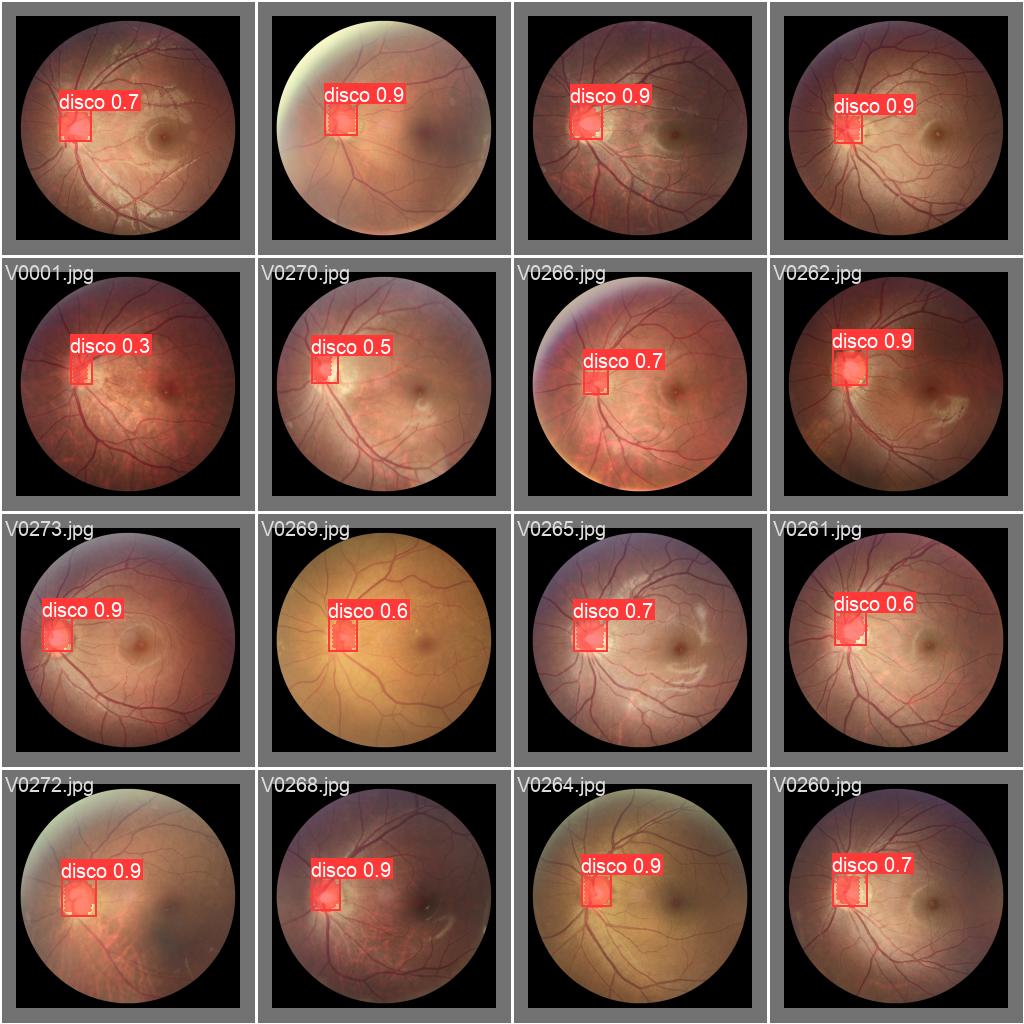 disco 0.7
disco 0.9
disco 0.9
disco 0.9
V0001.jpg
V0270.jpg
V0266.jpg
V0262.jpg
disco 0.3
disco 0.5
disco 0.7
disco 0.9
V0273.jpg
V0269.jpg
V0265.jpg
V0261.jpg
disco 0.9
disco 0.6
disco 0.7
disco 0.6
V0272.jpg
V0268.jpg
V0264.jpg
V0260.jpg
disco 0.9
disco 0.9
disco 0.9
disco 0.7